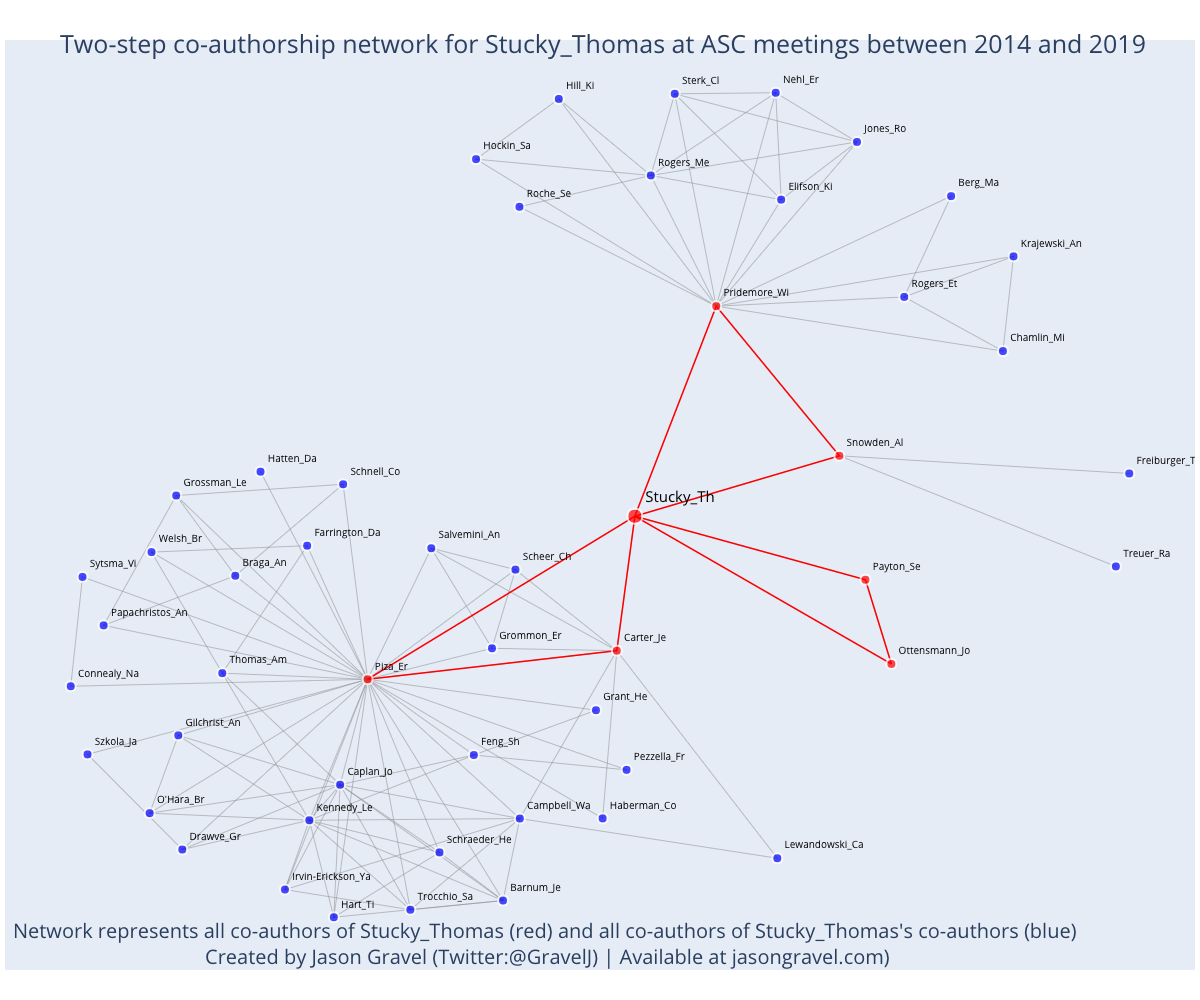 Two-step co-authorship network for Stucky_Thomas at ASC meetings between 2014 and 2019
Hill_Ki
Sterk_Cl
Nehl_Er
Jones_Ro
Hockin_Sa
Rogers_Me
Roche_Se
Elifson_Ki
Berg_Ma
Krajewski_An
Rogers_Et
Pridemore_Wi
Chamlin_Mi
Snowden_Al
Freiburger_T
Hatten_Da
Schnell_Co
Grossman_Le
Stucky_Th
Farrington_Da
Salvemini_An
Welsh_Br
Scheer_Ch
Treuer_Ra
Sytsma_Vi
Braga_An
Payton_Se
Papachristos_An
Grommon_Er
Carter_Je
Ottensmann_Jo
Thomas_Am
Piza_Er
Connealy_Na
Grant_He
Gilchrist_An
Szkola_Ja
Feng_Sh
Pezzella_Fr
Caplan_Jo
O'Hara_Br
Kennedy_Le
Campbell_Wa
Haberman_Co
Drawve_Gr
Schraeder_He
Lewandowski_Ca
Irvin-Erickson_Ya
Barnum_Je
Trocchio_Sa
Hart_Ti
Network represents all co-authors of Stucky_Thomas (red) and all co-authors of Stucky_Thomas's co-authors (blue)
Created by Jason Gravel (Twitter:@GravelJ) | Available at jasongravel.com)